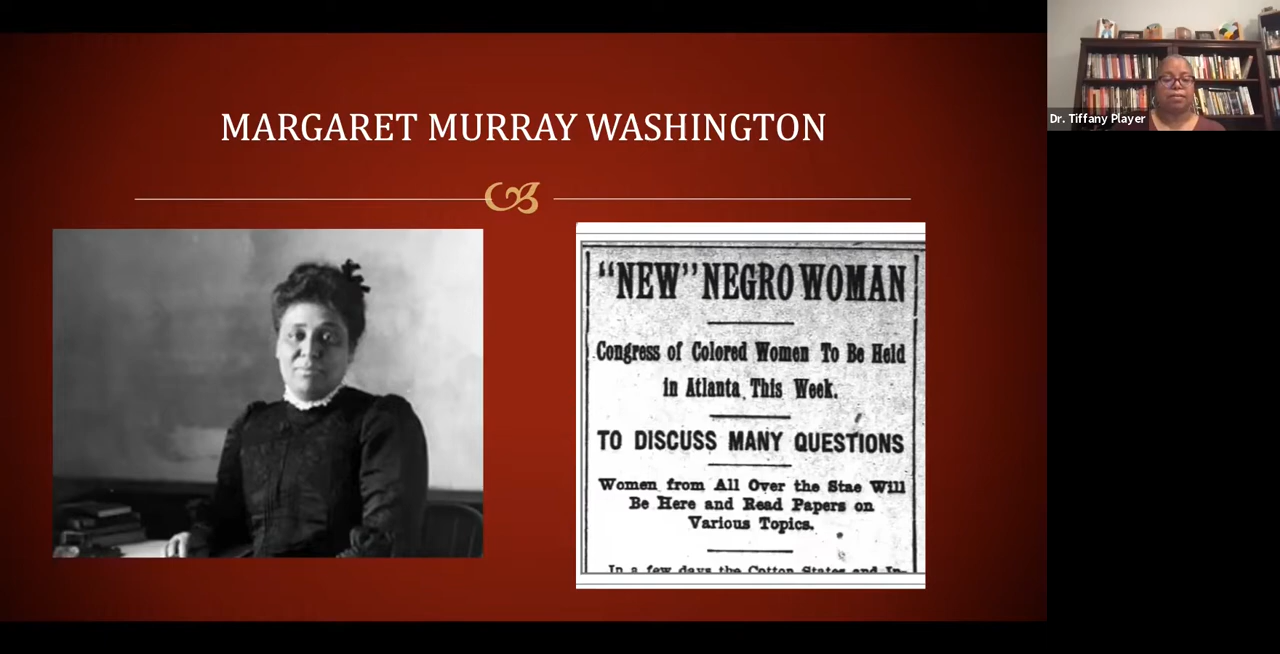 MARGARET MURRAY WASHINGTON
"NEW" NEGRO WOMAN
Congress of Colored Women To Be Held
in Atlanta This Week.
TO DISCUSS MANY QUESTIONS
Women from All Over the Stae Will
Be Here and Read Papers on
Various Topics.
In a few days the Cotton States and In-
Dr. Tiffany Player